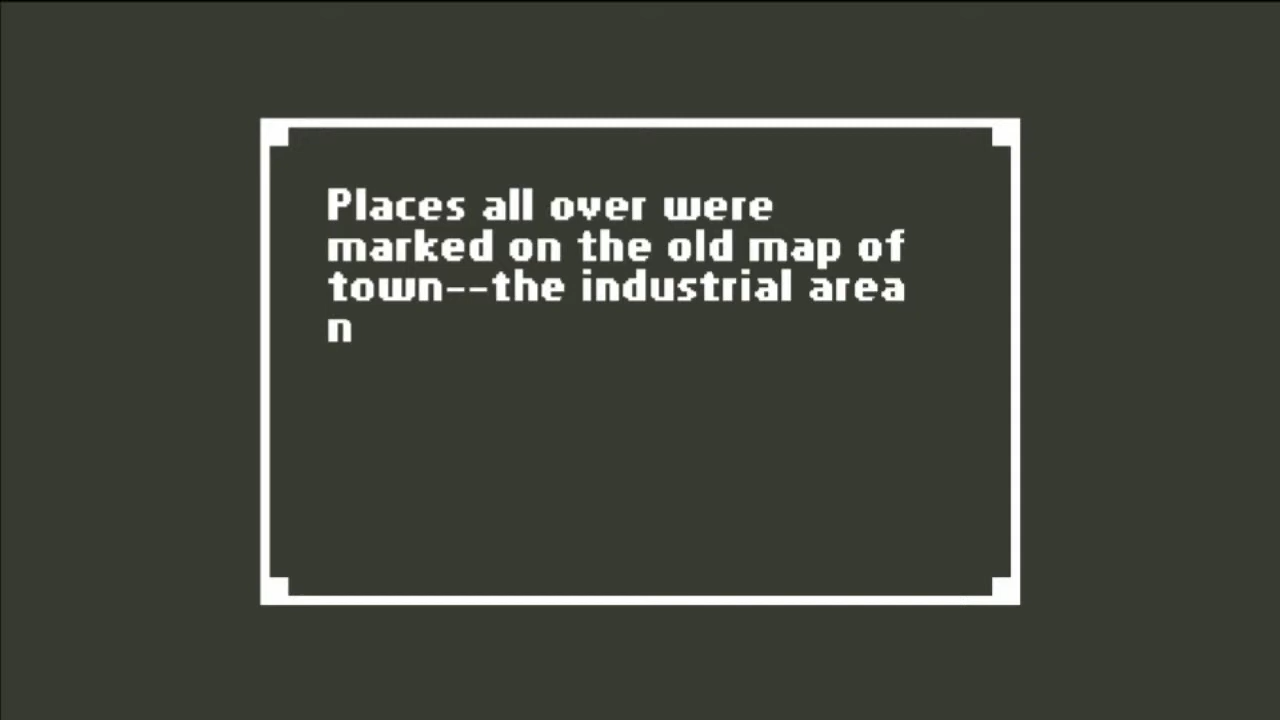 Places all over were
marked on the old map of
town--the industrial area
n